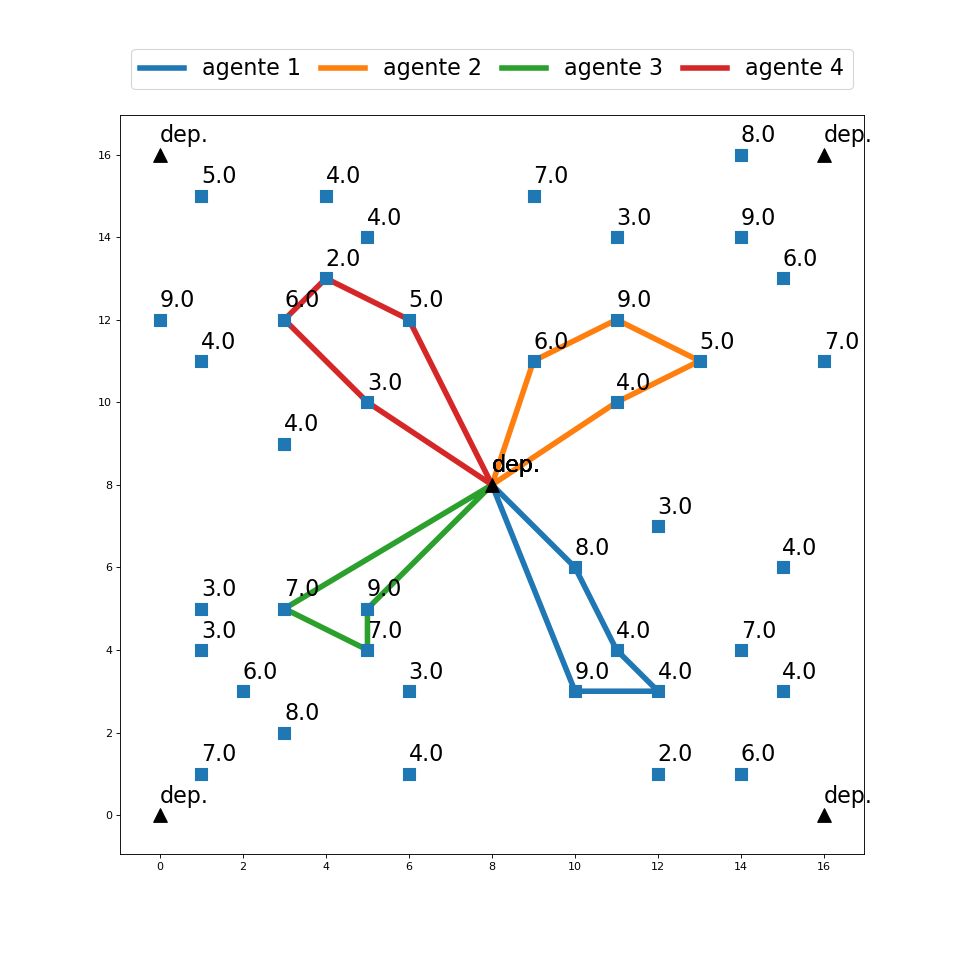 agente 1 agente 2 agente 3 agente 4
dep. 8.0 dep.
16
5.0 4.0 7.0
4.0 3.0 9.0
14
2.0 6.0
9.0 6.0 5.0 9.0
12
4.0 6.0 5.0 7.0
3.0 4.0
10
4.0
dep.
8
3.0
8.0 4.0
6
3.0 7.0 9.0
3.0 7.0 4.0 7.0
4
6.0 3.0 9.0 4.0 4.0
8.0
2
7.0 4.0 2.0 6.0
dep. dep.
0
0 2 4 6 8 10 12 14 16